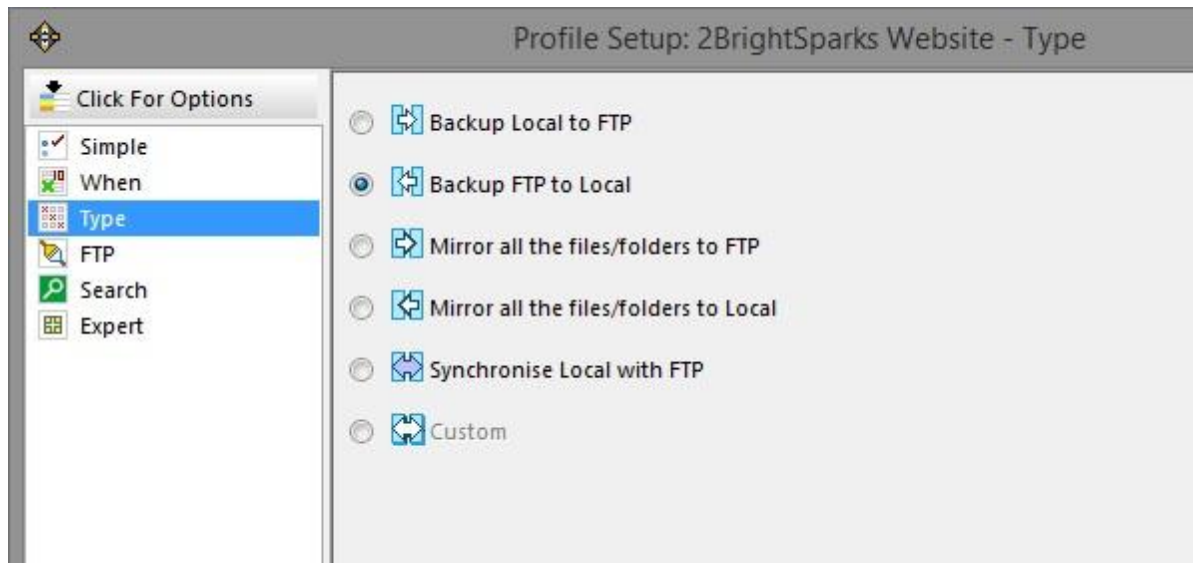 Profile Setup: 2BrightSparks Website - Type
Click For Options
Simple
When
Type
FTP
Search
Expert
Backup Local to FTP
Backup FTP to Local
Mirror all the files/folders to FTP
Mirror all the files/folders to Local
Synchronise Local with FTP
Custom